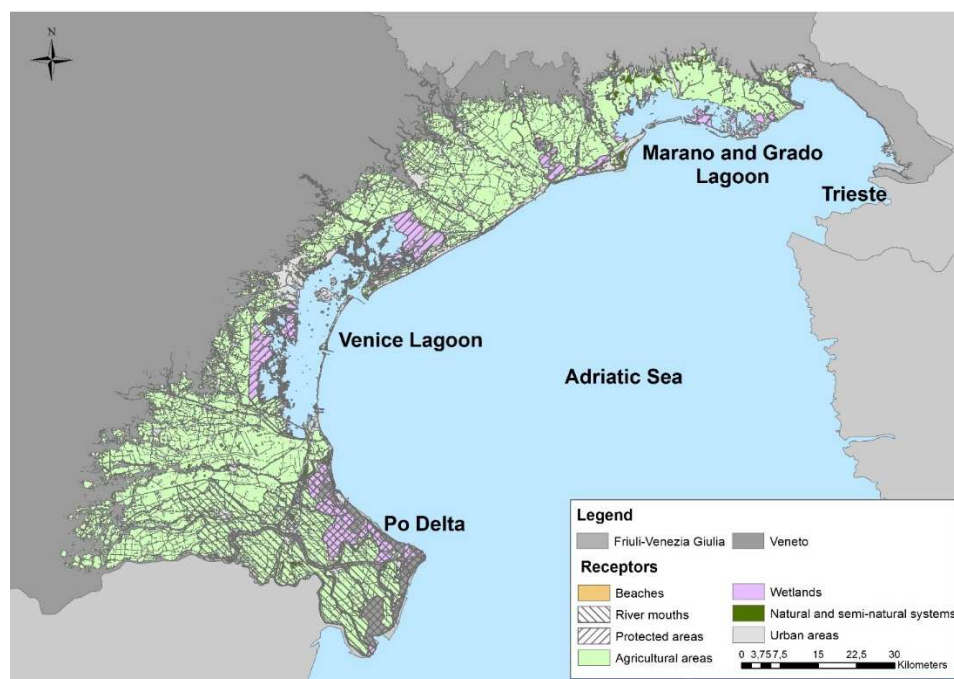 N
Marano and Grado
Lagoon
Trieste
Venice Lagoon
Adriatic Sea
Po Delta
Legend
Friuli-Venezia Giulia
Veneto
Receptors
Beaches
Wetlands
River mouths
Natural and semi-natural systems
Protected areas
Urban areas
Agricultural areas
0 3,75 7,5 15 22,5 30
Kilometers